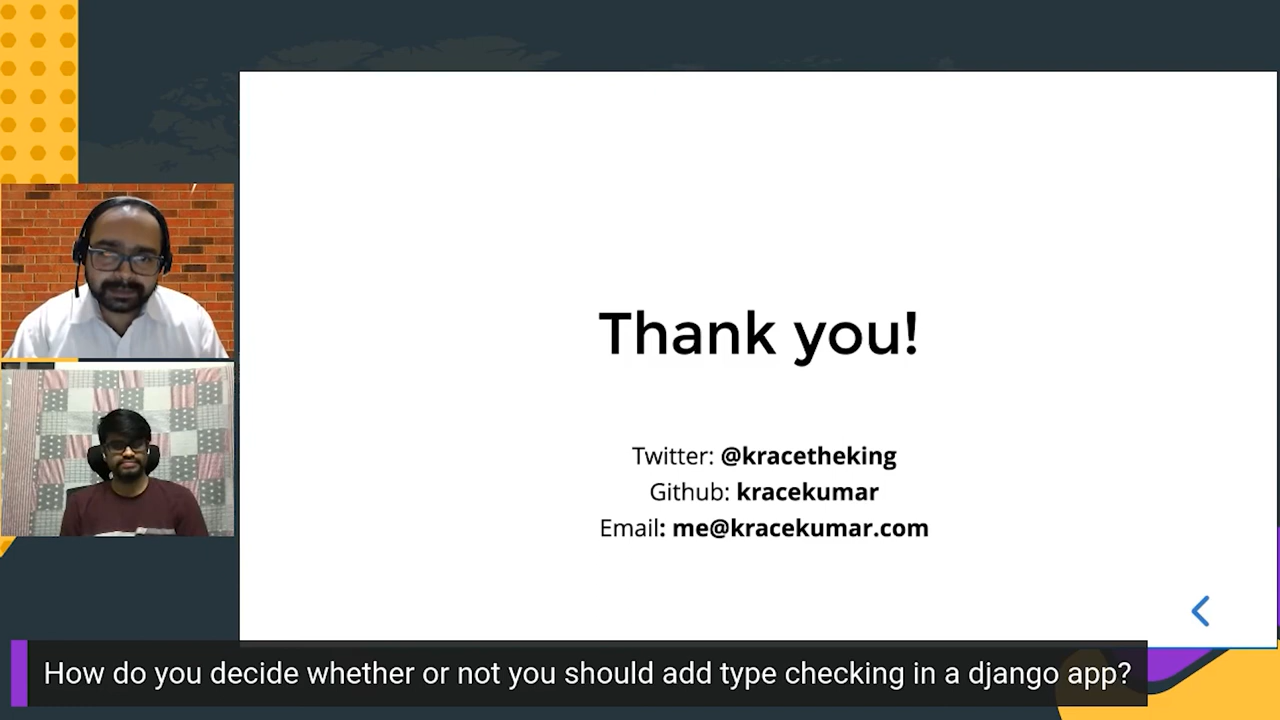 Thank you!
Twitter: @kracetheking
Github: kracekumar
Email: me@kracekumar.com
How do you decide whether or not you should add type checking in a django app?